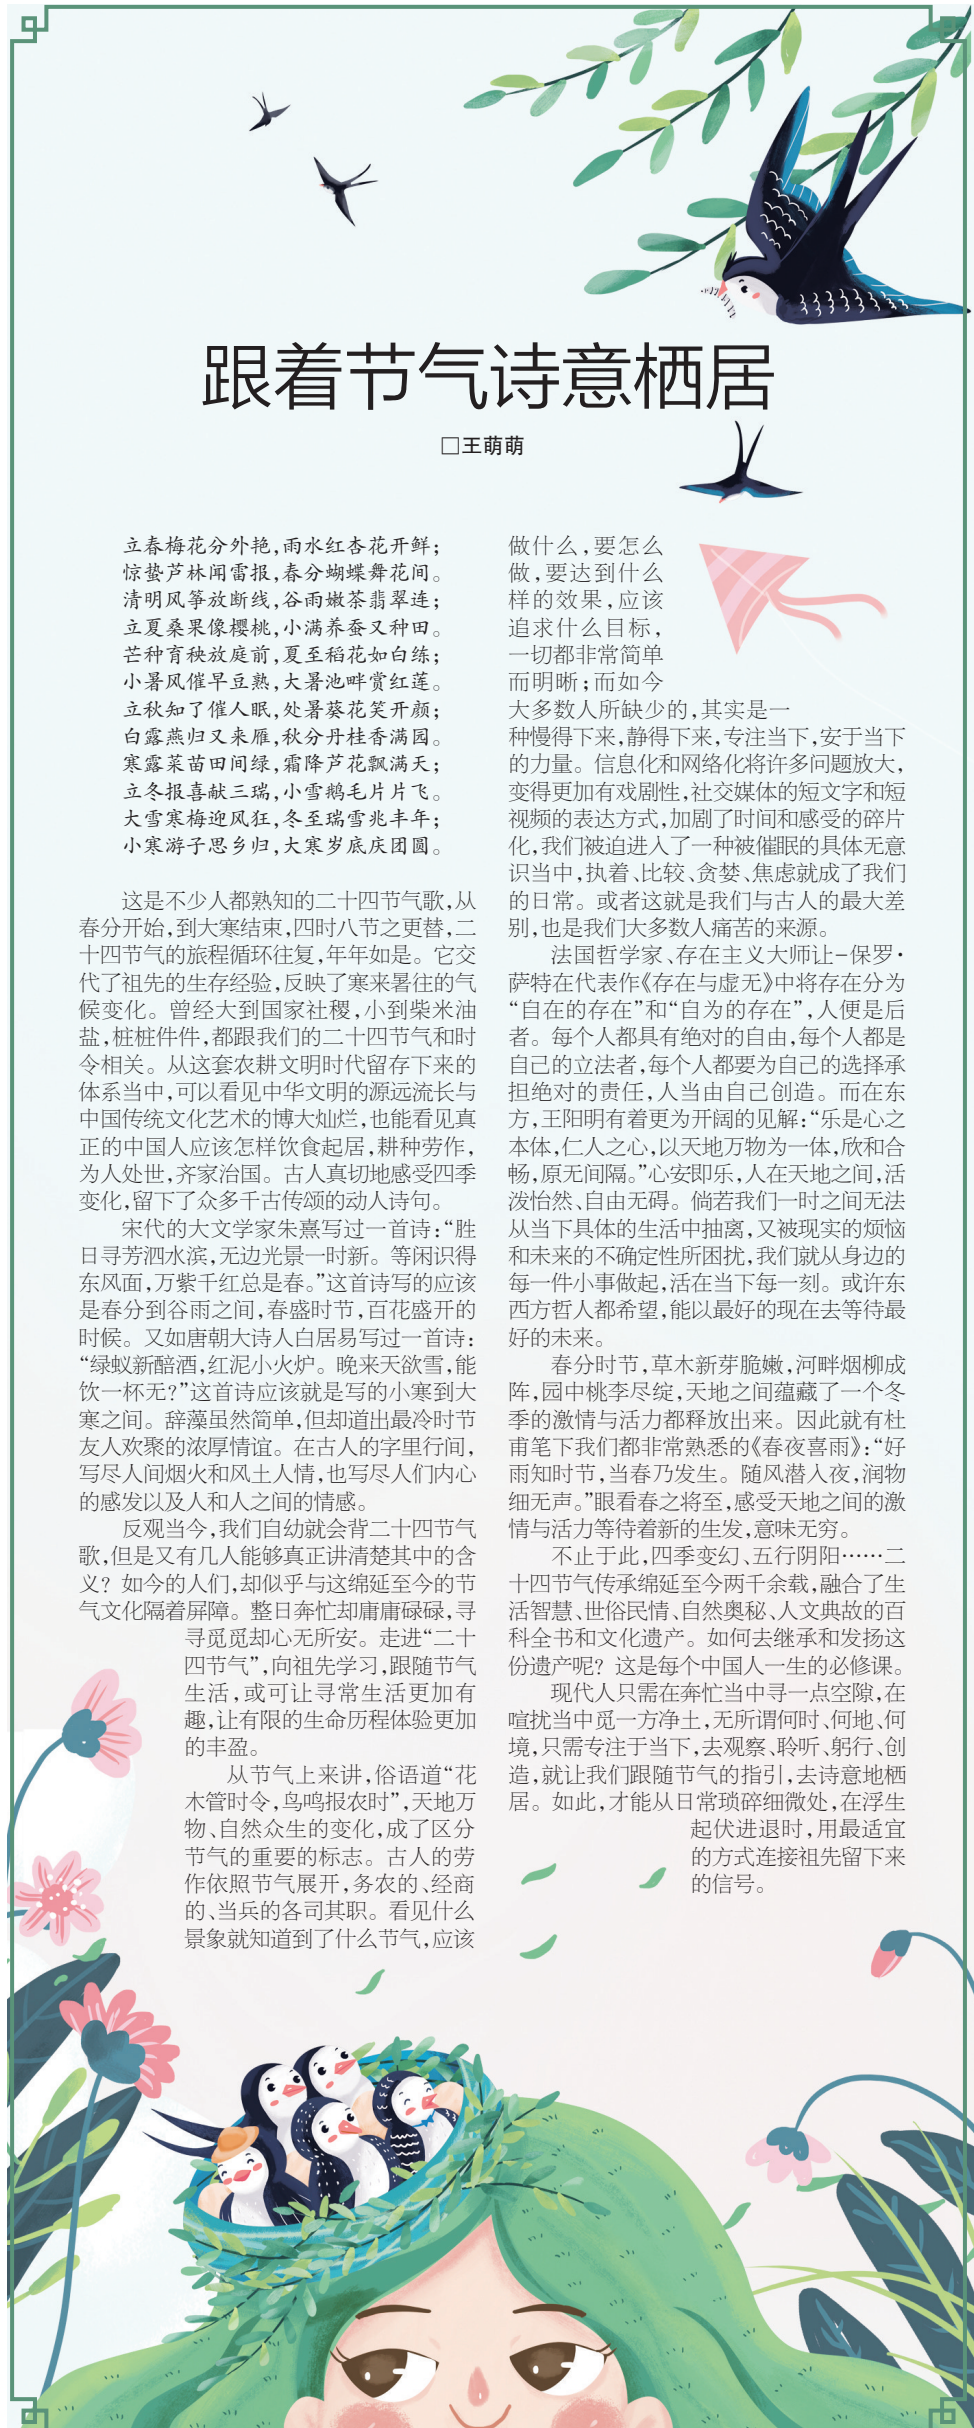 跟着节气诗意栖居
□王萌萌
立春梅花分外艳,雨水红杏花开鲜;
惊蛰芦林闻雷报,春分蝴蝶舞花间。
清明风筝放断线,谷雨嫩茶翡翠连;
立夏桑果像樱桃,小满养蚕又种田。
芒种育秧放庭前,夏至稻花如白练;
小暑风催早豆熟,大暑池畔赏红莲。
立秋知了催人眠,处暑葵花笑开颜;
白露燕归又来雁,秋分丹桂香满园。
寒露菜苗田间绿,霜降芦花飘满天;
立冬报喜献三瑞,小雪鹅毛片片飞。
大雪寒梅迎风狂,冬至瑞雪兆丰年;
小寒游子思乡归,大寒岁底庆团圆。
这是不少人都熟知的二十四节气歌,从
春分开始,到大寒结束,四时八节之更替,二
十四节气的旅程循环往复,年年如是。它交
代了祖先的生存经验,反映了寒来暑往的气
候变化。曾经大到国家社稷,小到柴米油
盐,桩桩件件,都跟我们的二十四节气和时
令相关。从这套农耕文明时代留存下来的
体系当中,可以看见中华文明的源远流长与
中国传统文化艺术的博大灿烂,也能看见真
正的中国人应该怎样饮食起居,耕种劳作,
为人处世,齐家治国。古人真切地感受四季
变化,留下了众多千古传颂的动人诗句。
宋代的大文学家朱熹写过一首诗:“胜
日寻芳泗水滨,无边光景一时新。等闲识得
东风面,万紫千红总是春。”这首诗写的应该
是春分到谷雨之间,春盛时节,百花盛开的
时候。又如唐朝大诗人白居易写过一首诗:
“绿蚁新醅酒,红泥小火炉。晚来天欲雪,能
饮一杯无?”这首诗应该就是写的小寒到大
寒之间。辞藻虽然简单,但却道出最冷时节
友人欢聚的浓厚情谊。在古人的字里行间,
写尽人间烟火和风土人情,也写尽人们内心
的感发以及人和人之间的情感。
反观当今,我们自幼就会背二十四节气
歌,但是又有几人能够真正讲清楚其中的含
义?如今的人们,却似乎与这绵延至今的节
气文化隔着屏障。整日奔忙却庸庸碌碌,寻
寻觅觅却心无所安。走进“二十
四节气”,向祖先学习,跟随节气
生活,或可让寻常生活更加有
趣,让有限的生命历程体验更加
的丰盈。
从节气上来讲,俗语道“花
木管时令,鸟鸣报农时”,天地万
物、自然众生的变化,成了区分
节气的重要的标志。古人的劳
作依照节气展开,务农的、经商
的、当兵的各司其职。看见什么
景象就知道到了什么节气,应该
做什么,要怎么
做,要达到什么
样的效果,应该
追求什么目标,
一切都非常简单
而明晰;而如今
大多数人所缺少的,其实是一
种慢得下来,静得下来,专注当下,安于当下
的力量。信息化和网络化将许多问题放大,
变得更加有戏剧性,社交媒体的短文字和短
视频的表达方式,加剧了时间和感受的碎片
化,我们被迫进入了一种被催眠的具体无意
识当中,执着、比较、贪婪、焦虑就成了我们
的日常。或者这就是我们与古人的最大差
别,也是我们大多数人痛苦的来源。
法国哲学家、存在主义大师让-保罗·
萨特在代表作《存在与虚无》中将存在分为
“自在的存在”和“自为的存在”,人便是后
者。每个人都具有绝对的自由,每个人都是
自己的立法者,每个人都要为自己的选择承
担绝对的责任,人当由自己创造。而在东
方,王阳明有着更为开阔的见解:“乐是心之
本体,仁人之心,以天地万物为一体,欣和合
畅,原无间隔。”心安即乐,人在天地之间,活
泼怡然、自由无碍。倘若我们一时之间无法
从当下具体的生活中抽离,又被现实的烦恼
和未来的不确定性所困扰,我们就从身边的
每一件小事做起,活在当下每一刻。或许东
西方哲人都希望,能以最好的现在去等待最
好的未来。
春分时节,草木新芽脆嫩,河畔烟柳成
阵,园中桃李尽绽,天地之间蕴藏了一个冬
季的激情与活力都释放出来。因此就有杜
甫笔下我们都非常熟悉的《春夜喜雨》:“好
雨知时节,当春乃发生。随风潜入夜,润物
细无声。”眼看春之将至,感受天地之间的激
情与活力等待着新的生发,意味无穷。
不止于此,四季变幻、五行阴阳……二
十四节气传承绵延至今两千余载,融合了生
活智慧、世俗民情、自然奥秘、人文典故的百
科全书和文化遗产。如何去继承和发扬这
份遗产呢?这是每个中国人一生的必修课。
现代人只需在奔忙当中寻一点空隙,在
喧扰当中觅一方净土,无所谓何时、何地、何
境,只需专注于当下,去观察、聆听、躬行、创
造,就让我们跟随节气的指引,去诗意地栖
居。如此,才能从日常琐碎细微处,在浮生
起伏进退时,用最适宜
的方式连接祖先留下来
的信号。